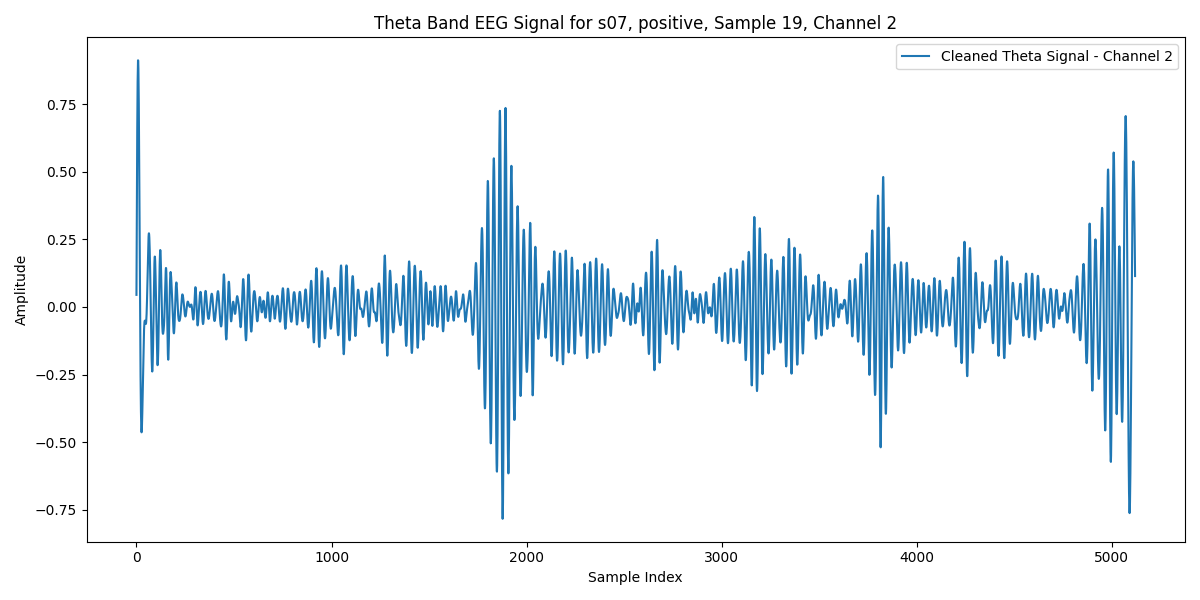 Theta Band EEG Signal for s07, positive, Sample 19, Channel 2
Cleaned Theta Signal - Channel 2
Amplitude
0.75
0.50
0.25
0.00
−0.25
−0.50
−0.75
0 1000 2000 3000 4000 5000
Sample Index